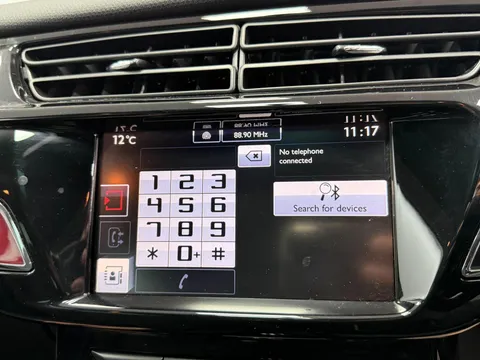 12°C
88.90 MHz
11:17
No telephone
connected
1 2 3
4 5 6
7 8 9
* 0+ #
Search for devices